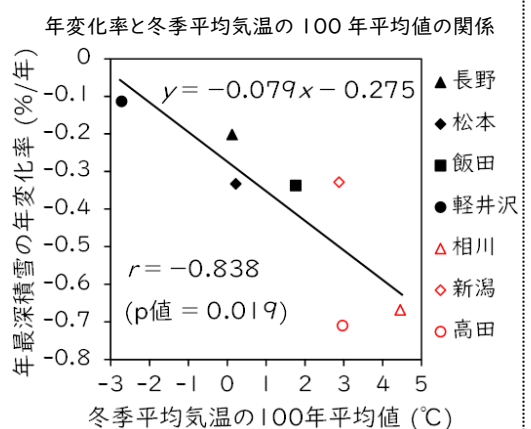 年変化率と冬季平均気温の100年平均値の関係
年最深積雪の年変化率 (%/年)
0
-0.1
-0.2
-0.3
-0.4
-0.5
-0.6
-0.7
-0.8
y = -0.079x - 0.275
r = -0.838
(p値 = 0.019)
-3 -2 -1 0 1 2 3 4 5
冬季平均気温の100年平均値 (℃)
長野
松本
飯田
軽井沢
相川
新潟
高田